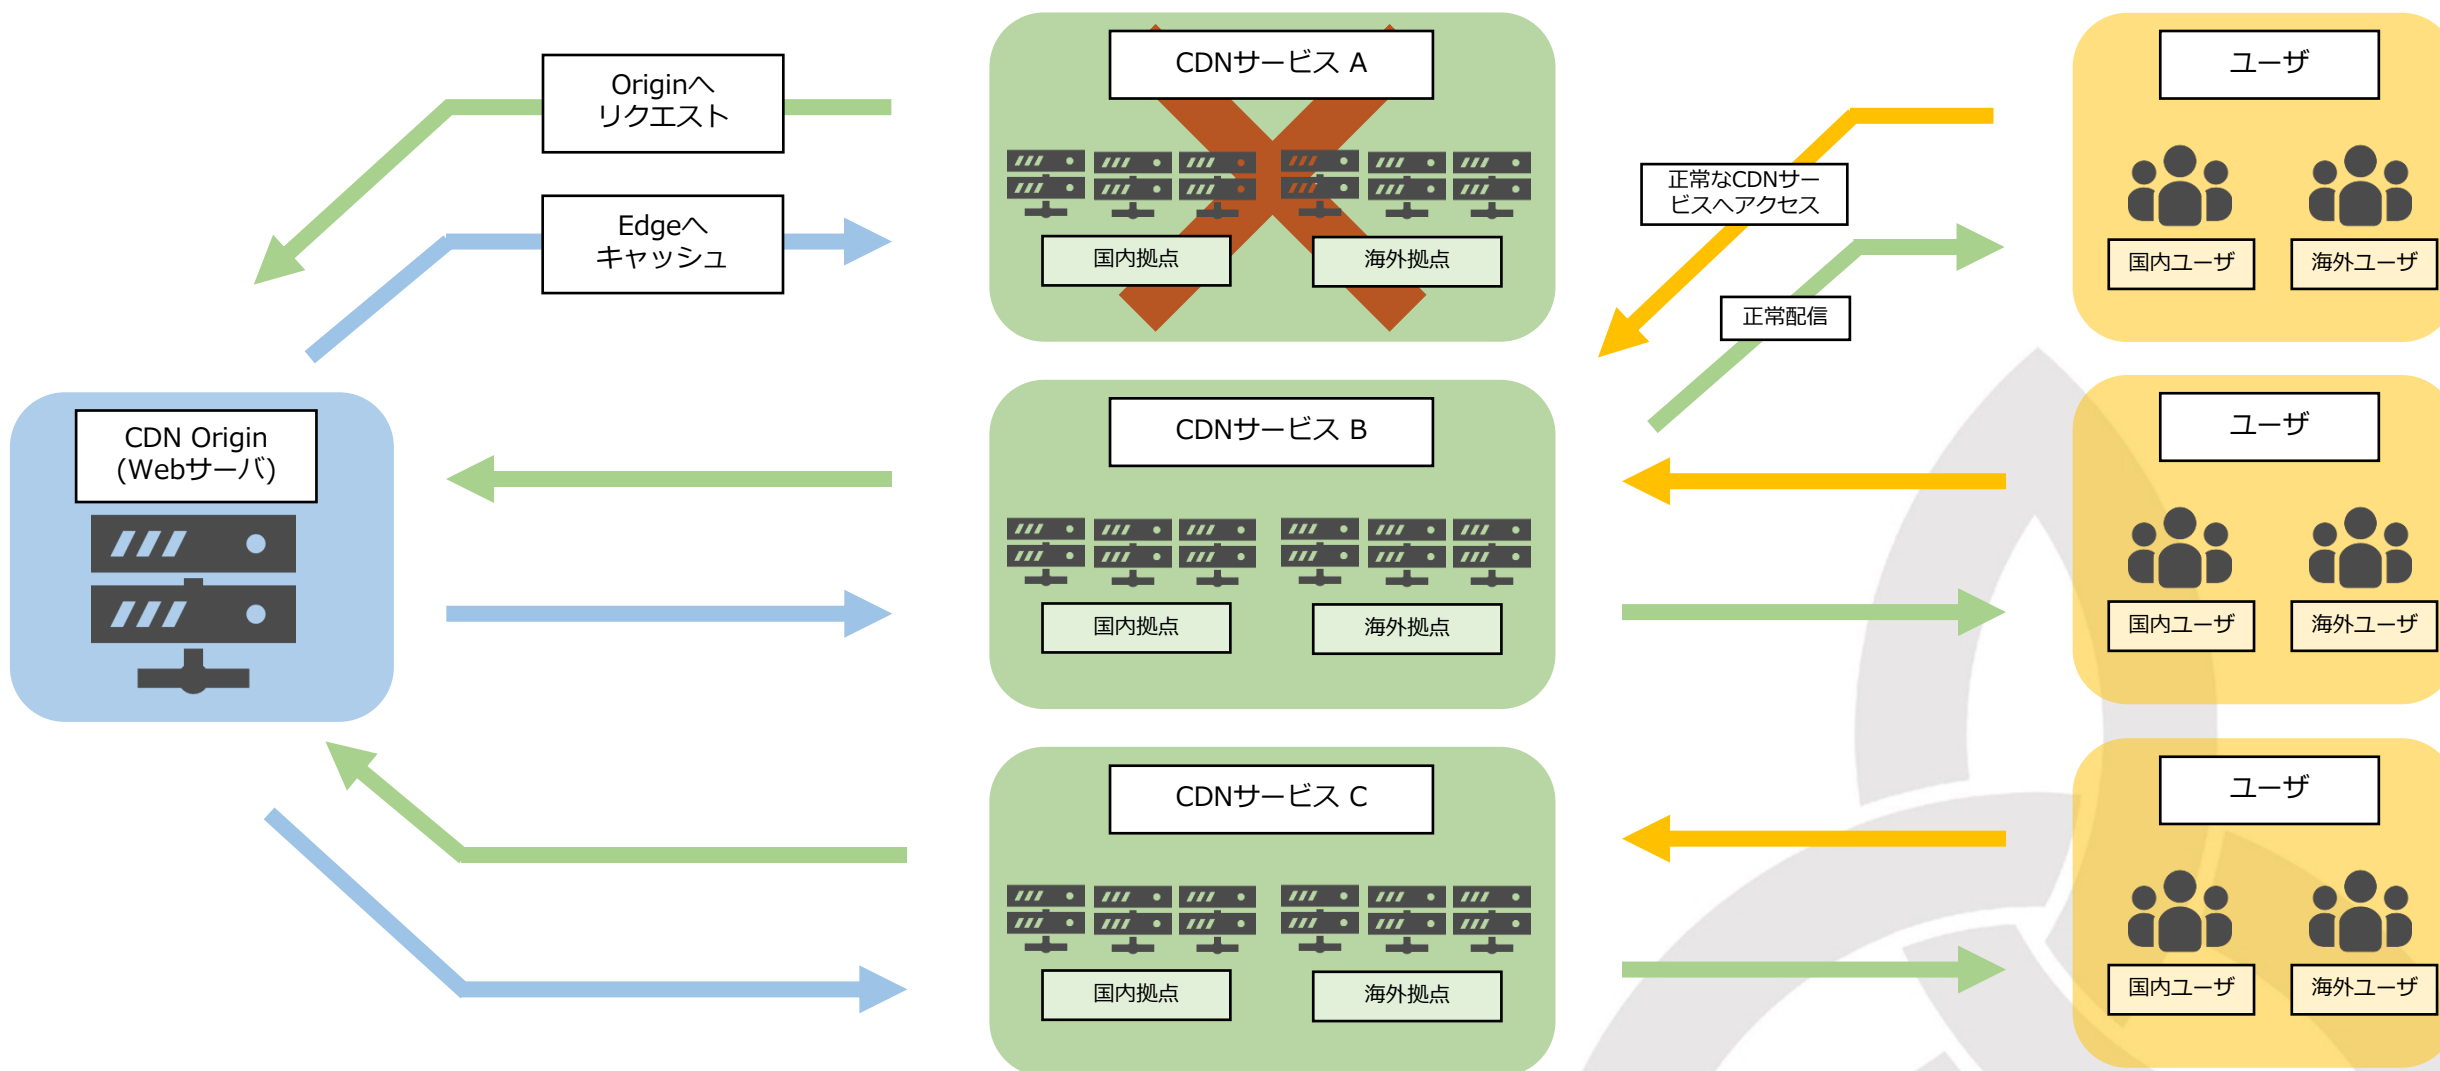 Originへ
リクエスト
Edgeへ
キャッシュ
CDN Origin
(Webサーバ)
CDNサービス A
国内拠点
海外拠点
CDNサービス B
国内拠点
海外拠点
CDNサービス C
国内拠点
海外拠点
正常なCDNサー
ビスへアクセス
正常配信
ユーザ
国内ユーザ
海外ユーザ
ユーザ
国内ユーザ
海外ユーザ
ユーザ
国内ユーザ
海外ユーザ